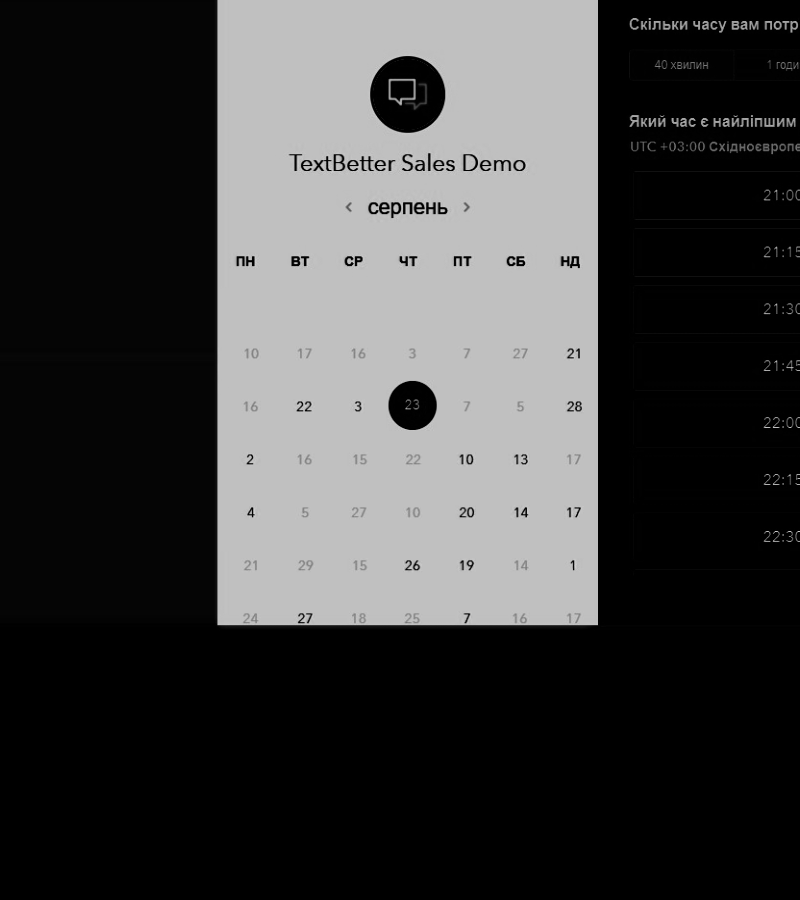 TextBetter Sales Demo
< серпень >
ПН ВТ СР ЧТ ПТ СБ НД
10 17 16 3 7 27 21
16 22 3 23 7 5 28
2 16 15 22 10 13 17
4 5 27 10 20 14 17
21 29 15 26 19 14 1
24 27 18 25 7 16 17
Скільки часу вам потр
40 хвилин 1 годи
Який час є найліпшим
UTC +03:00 Східноєвропе
21:00
21:15
21:30
21:45
22:00
22:15
22:30